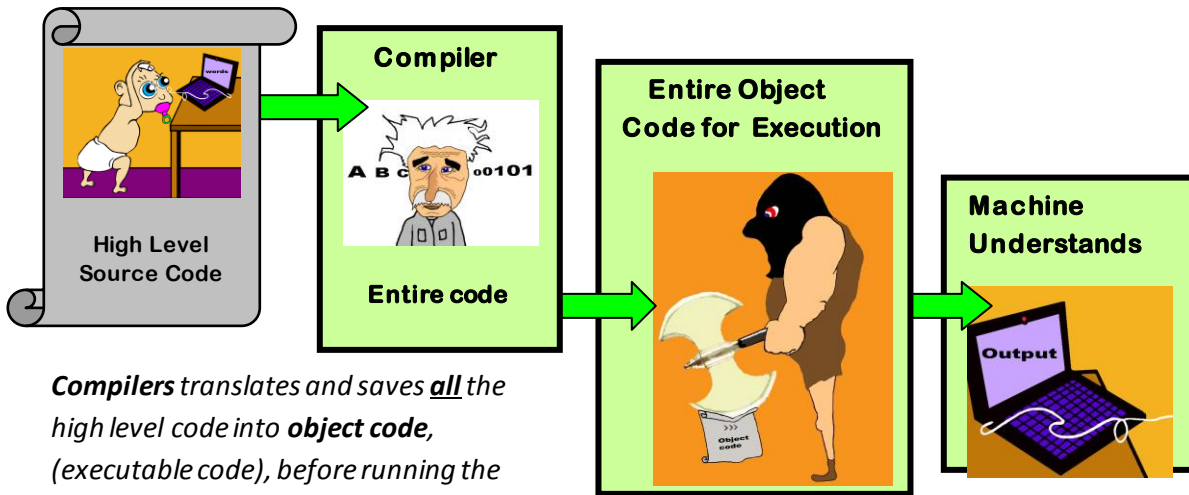 words
High Level
Source Code
Compiler
A B C 00101
Entire code
Entire Object
Code for Execution
>>>
Object
code
Machine
Understands
Output
Compilers translates and saves all the
high level code into object code,
(executable code), before running the